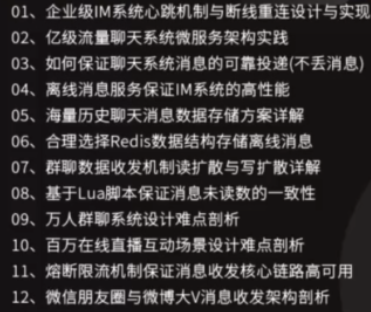 01、企业级IM系统心跳机制与断线重连设计与实现
02、亿级流量聊天系统微服务架构实践
03、如何保证聊天系统消息的可靠投递(不丢消息)
04、离线消息服务保证IM系统的高性能
05、海量历史聊天消息数据存储方案详解
06、合理选择Redis数据结构存储离线消息
07、群聊数据收发机制读扩散与写扩散详解
08、基于Lua脚本保证消息未读数的一致性
09、万人群聊系统设计难点剖析
10、百万在线直播互动场景设计难点剖析
11、熔断限流机制保证消息收发核心链路高可用
12、微信朋友圈与微博大V消息收发架构剖析